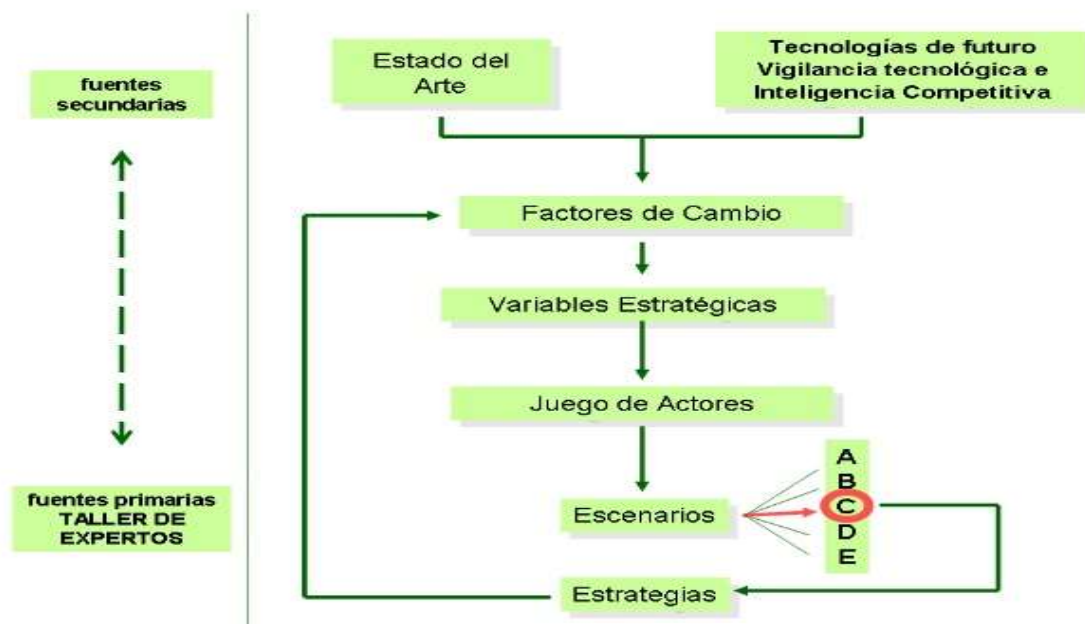 fuentes
secundarias
fuentes primarias
TALLER DE
EXPERTOS
Estado del
Arte
Tecnologías de futuro
Vigilancia tecnológica e
Inteligencia Competitiva
Factores de Cambio
Variables Estratégicas
Juego de Actores
Escenarios
A
B
C
D
E
Estrategias